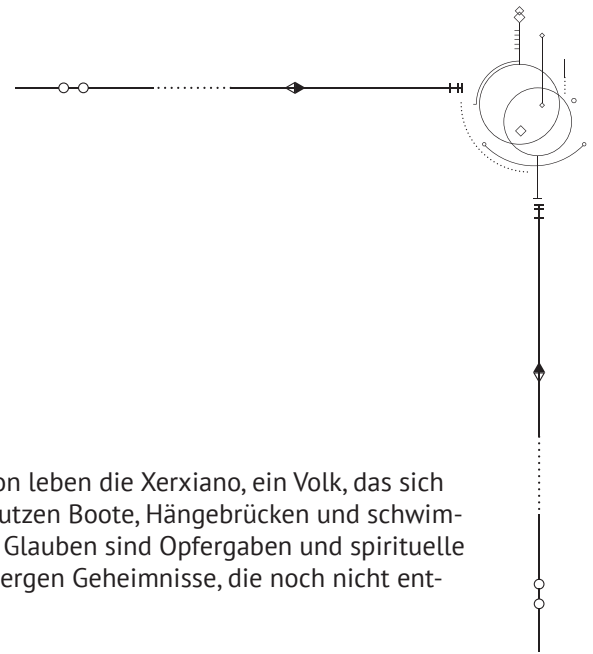 on leben die Xerxiano, ein Volk, das sich
utzen Boote, Hängebrücken und schwim-
Glauben sind Opfergaben und spirituelle
ergen Geheimnisse, die noch nicht ent-